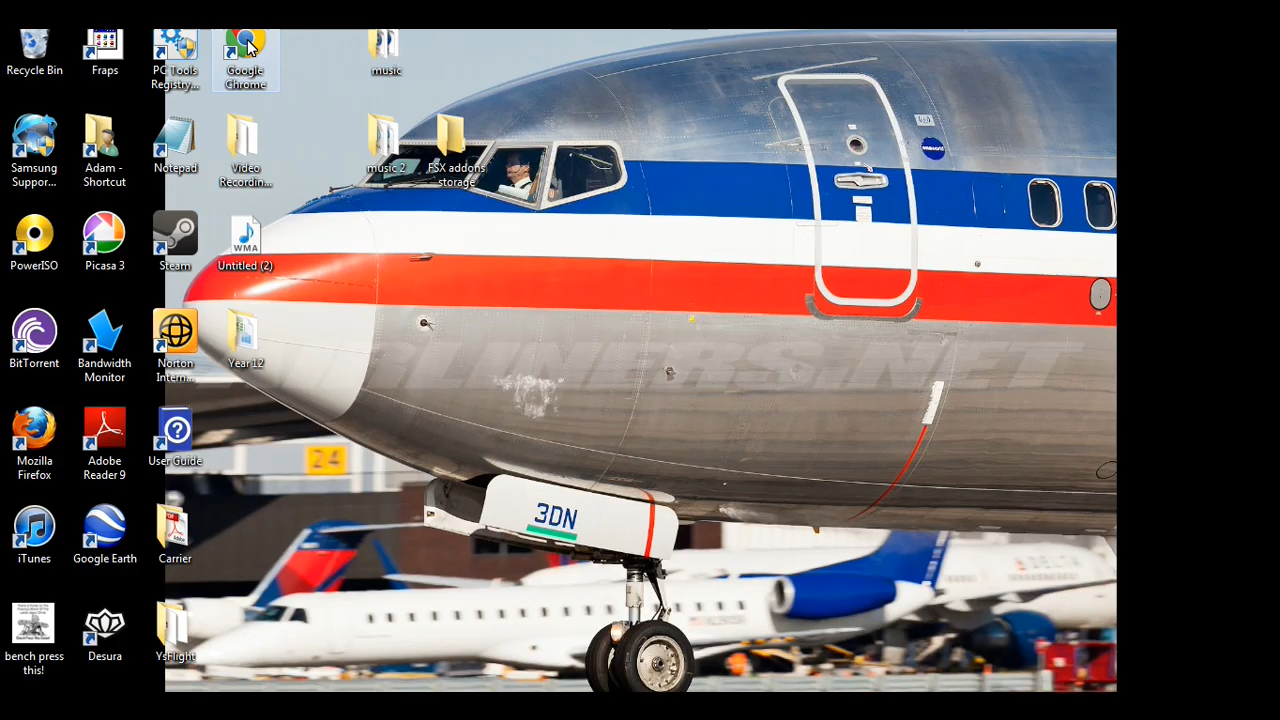 Recycle Bin
Fraps
PC Tools
Registry...
Google
Chrome
music
Samsung
Suppor...
Adam -
Shortcut
Notepad
Video
Recordin...
music 2
FSX addons
storage
PowerISO
Picasa 3
Steam
WMA
Untitled (2)
BitTorrent
Bandwidth
Monitor
Norton
Intern...
Year 12
Mozilla
Firefox
Adobe
Reader 9
User Guide
iTunes
Google Earth
Carrier
bench press
this!
Desura
YsFlight
24
3DN
DELTA